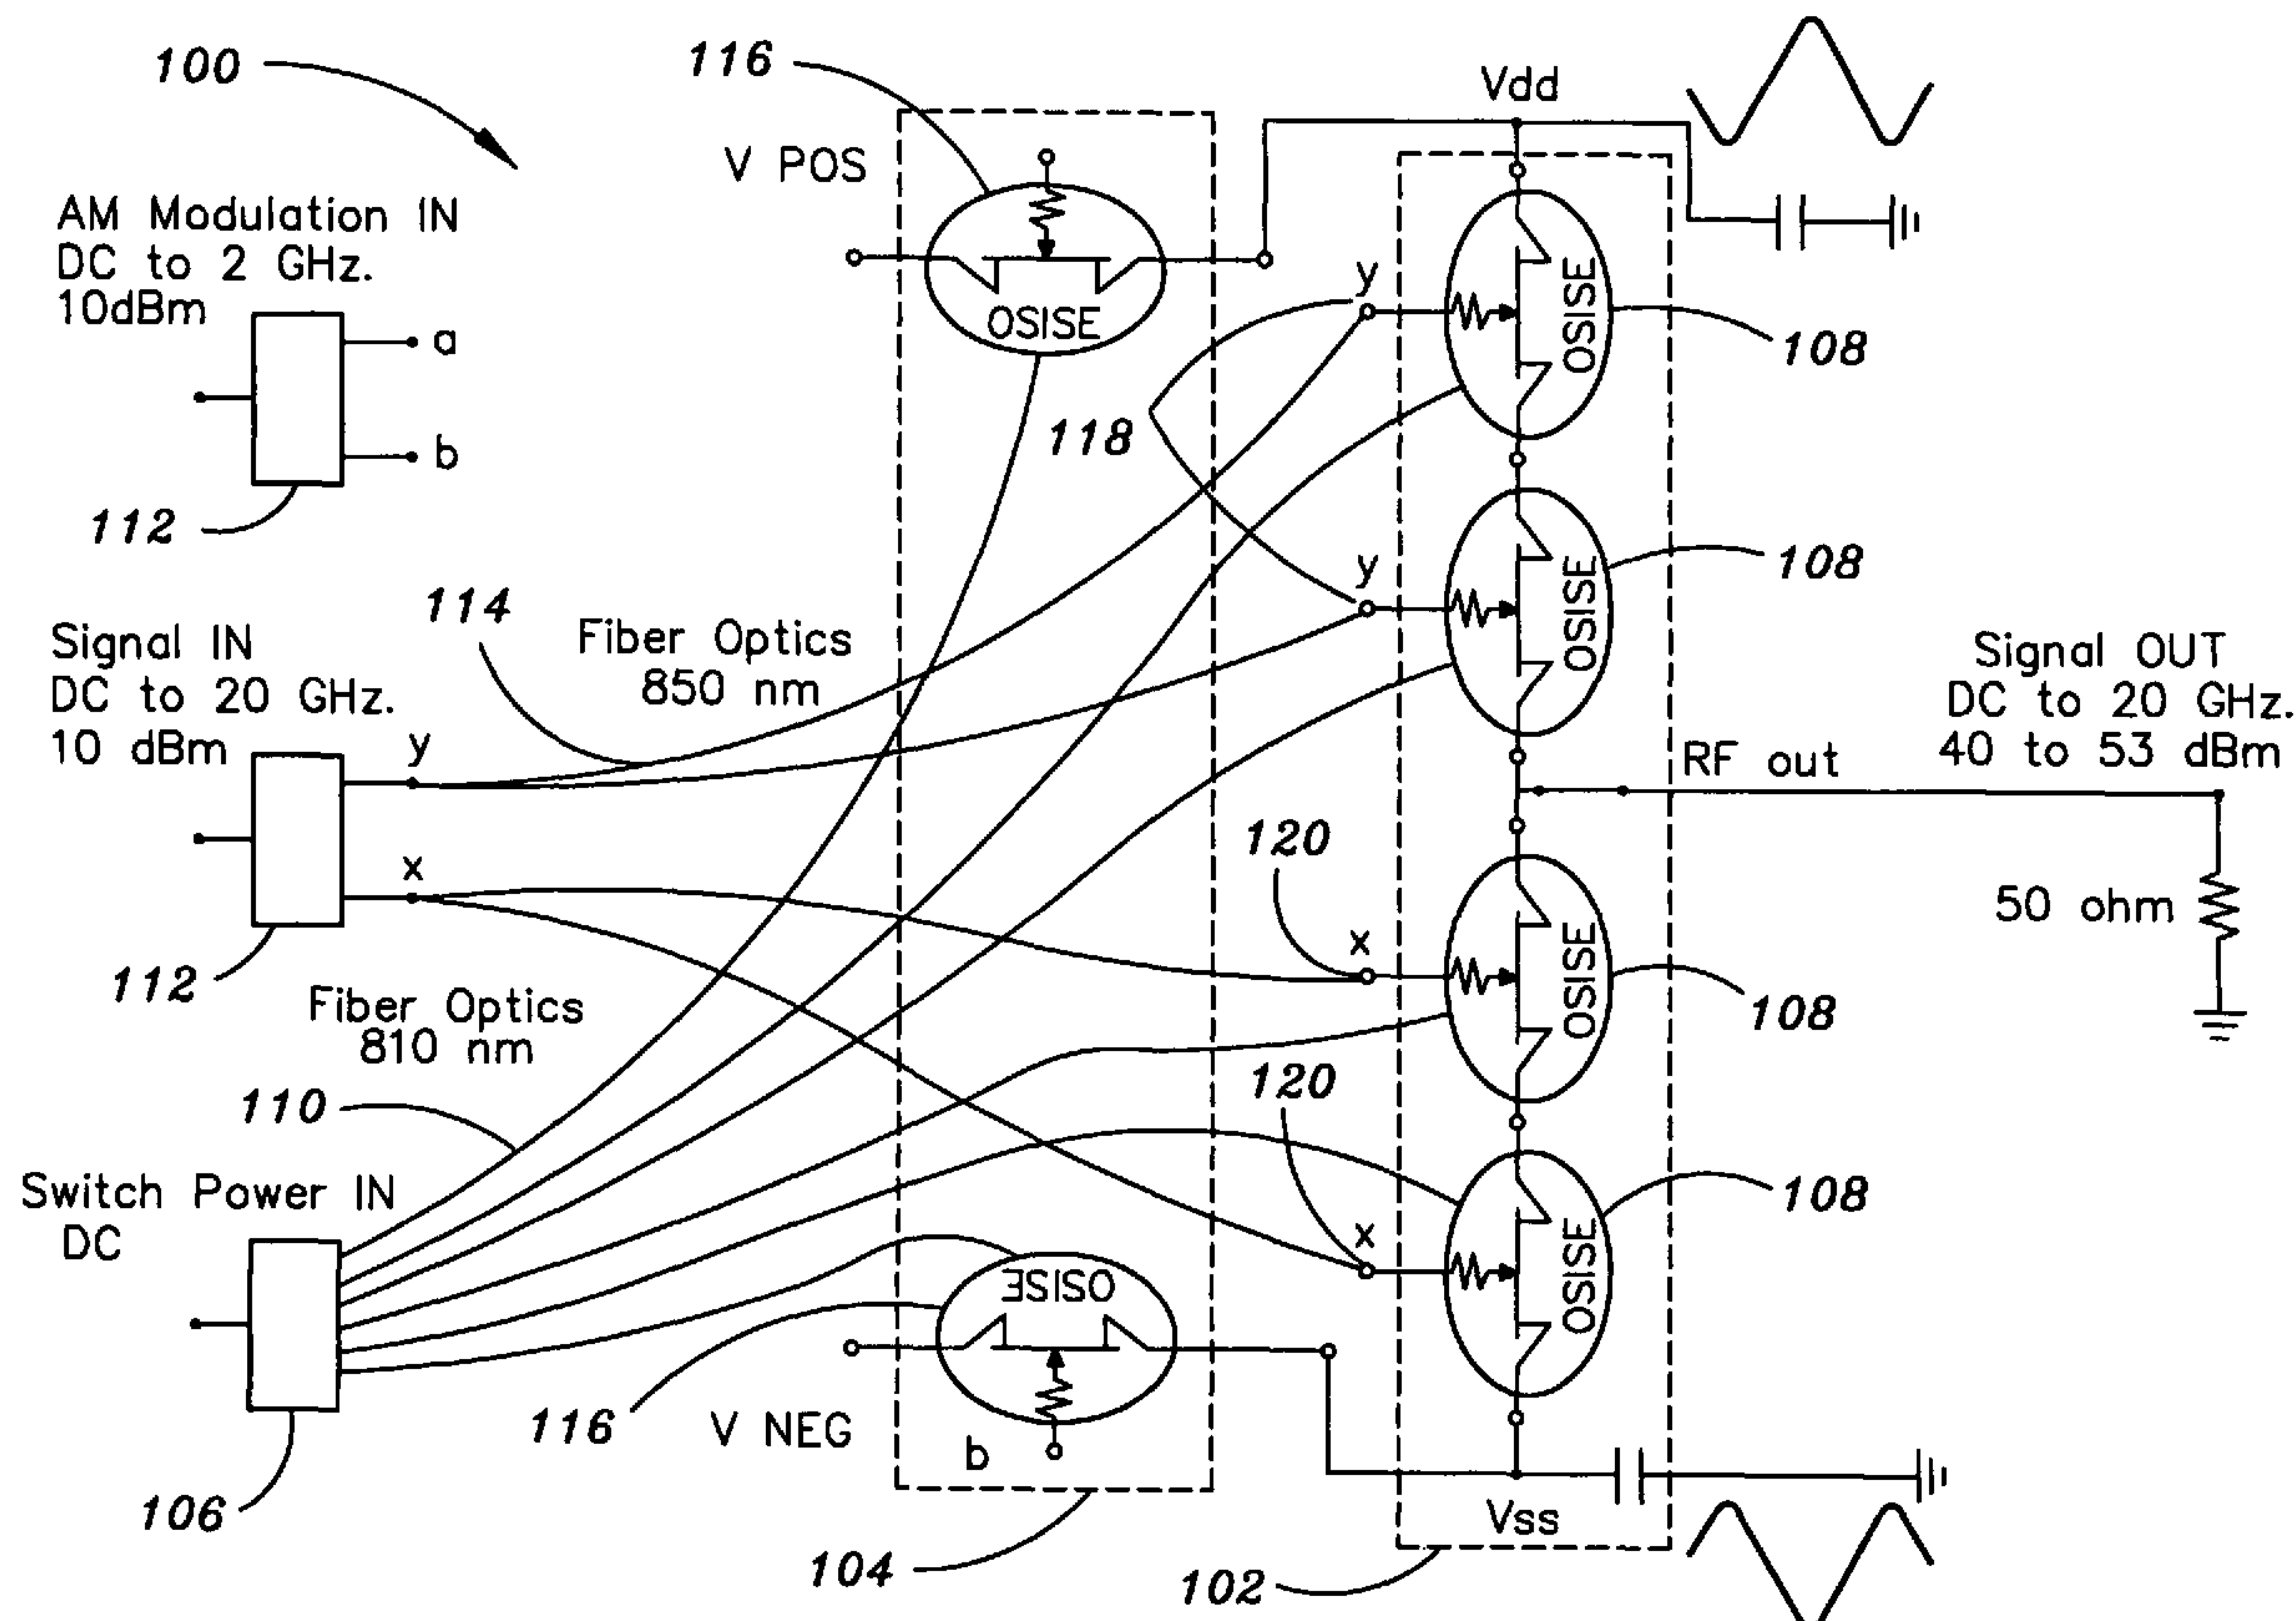 100
116
Vdd
V POS
AM Modulation IN
DC to 2 GHz.
10dBm
a
b
112
OSISE
y
OSISE
108
118
y
OSISE
108
114
Fiber Optics
850 nm
Signal IN
DC to 20 GHz.
10 dBm
y
x
112
Signal OUT
DC to 20 GHz.
40 to 53 dBm
RF out
50 ohm
120
x
OSISE
108
Fiber Optics
810 nm
110
120
x
OSISE
108
Switch Power IN
DC
106
OSISE
116
V NEG
b
Vss
104
102